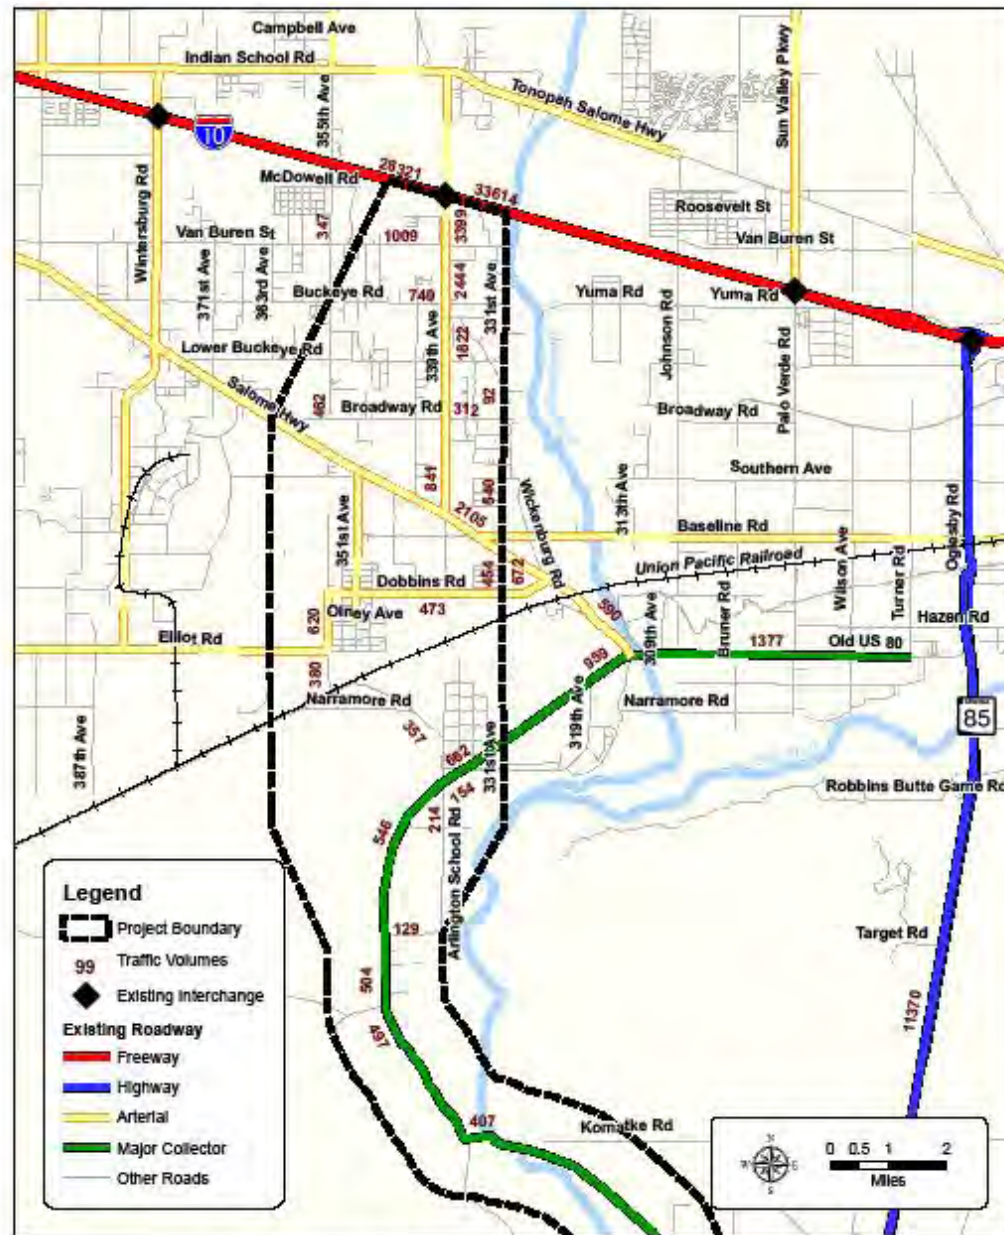 Campbell Ave
Indian School Rd
355th Ave
Sun Valley Pkwy
Tonopah Salome Hwy
10
28321
McDowell Rd
33614
Wintersburg Rd
Roosevelt St
347
Van Buren St
1009
3399
Van Buren St
371st Ave
363rd Ave
Buckeye Rd
740
2444
331st Ave
Yuma Rd
Yuma Rd
Johnson Rd
Lower Buckeye Rd
339th Ave
1822
Palo Verde Rd
Salome Hwy
462
Broadway Rd
312
92
Broadway Rd
841
540
Wickenburg Rd
313th Ave
Southern Ave
Oglesby Rd
2105
Baseline Rd
351st Ave
Union Pacific Railroad
Dobbins Rd
454
672
Wilson Ave
Turner Rd
Olney Ave
473
590
309th Ave
Bruner Rd
Hazen Rd
620
Elliot Rd
1377
Old US 80
380
959
Narramore Rd
319th Ave
Narramore Rd
85
387th Ave
357
662
331st Ave
754
Robbins Butte Game Rd
546
214
Arlington School Rd
129
Target Rd
504
497
11370
407
Komatke Rd
Legend
Project Boundary
99 Traffic Volumes
Existing Interchange
Existing Roadway
Freeway
Highway
Arterial
Major Collector
Other Roads
N
W E
S
0 0.5 1 2
Miles